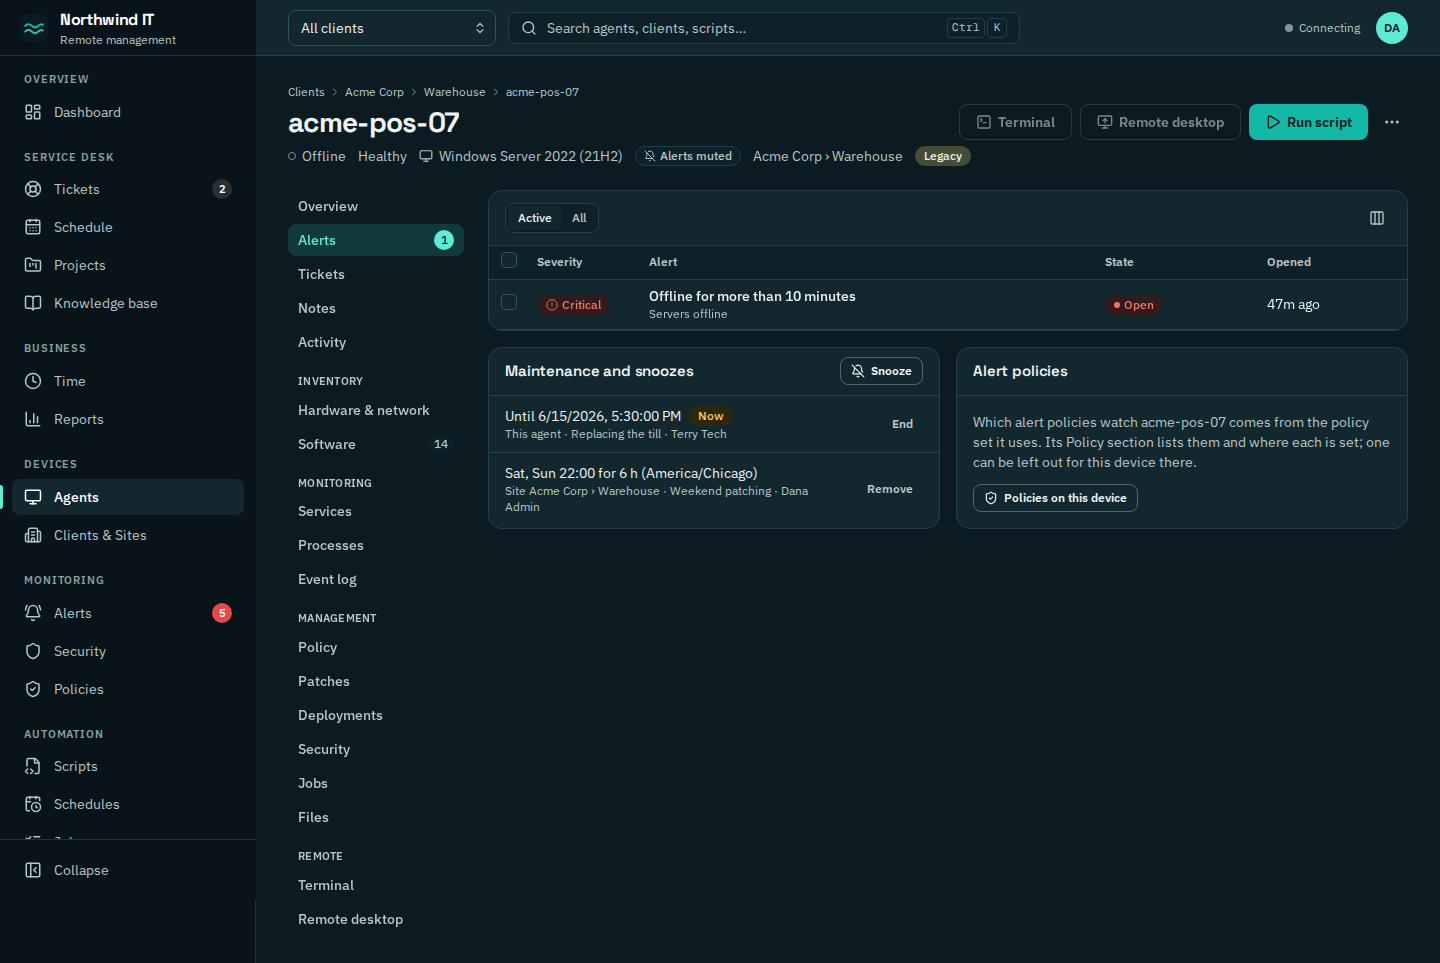 Northwind IT
Remote management
All clients
Search agents, clients, scripts...
Ctrl K
Connecting
DA
OVERVIEW
Dashboard
SERVICE DESK
Tickets 2
Schedule
Projects
Knowledge base
BUSINESS
Time
Reports
DEVICES
Agents
Clients & Sites
MONITORING
Alerts 5
Security
Policies
AUTOMATION
Scripts
Schedules
Collapse
Clients > Acme Corp > Warehouse > acme-pos-07
acme-pos-07
Terminal
Remote desktop
Run script
Offline Healthy Windows Server 2022 (21H2) Alerts muted Acme Corp › Warehouse Legacy
Overview
Alerts 1
Tickets
Notes
Activity
INVENTORY
Hardware & network
Software 14
MONITORING
Services
Processes
Event log
MANAGEMENT
Policy
Patches
Deployments
Security
Jobs
Files
REMOTE
Terminal
Remote desktop
Active All
Severity Alert State Opened
Critical Offline for more than 10 minutes Open 47m ago
Servers offline
Maintenance and snoozes
Snooze
Until 6/15/2026, 5:30:00 PM Now
This agent · Replacing the till · Terry Tech
End
Sat, Sun 22:00 for 6 h (America/Chicago)
Site Acme Corp › Warehouse · Weekend patching · Dana
Admin
Remove
Alert policies
Which alert policies watch acme-pos-07 comes from the policy
set it uses. Its Policy section lists them and where each is set; one
can be left out for this device there.
Policies on this device